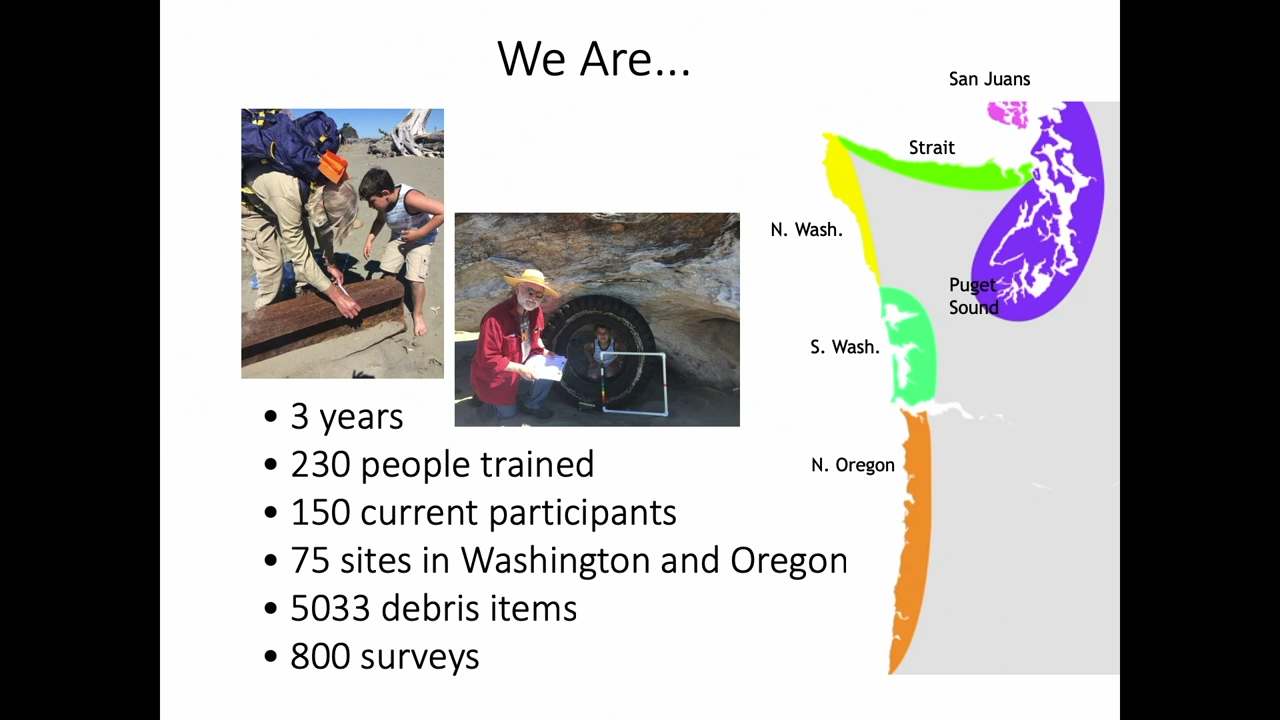 We Are...
San Juans
Strait
N. Wash.
Puget
Sound
S. Wash.
N. Oregon
• 3 years
• 230 people trained
• 150 current participants
• 75 sites in Washington and Oregon
• 5033 debris items
• 800 surveys